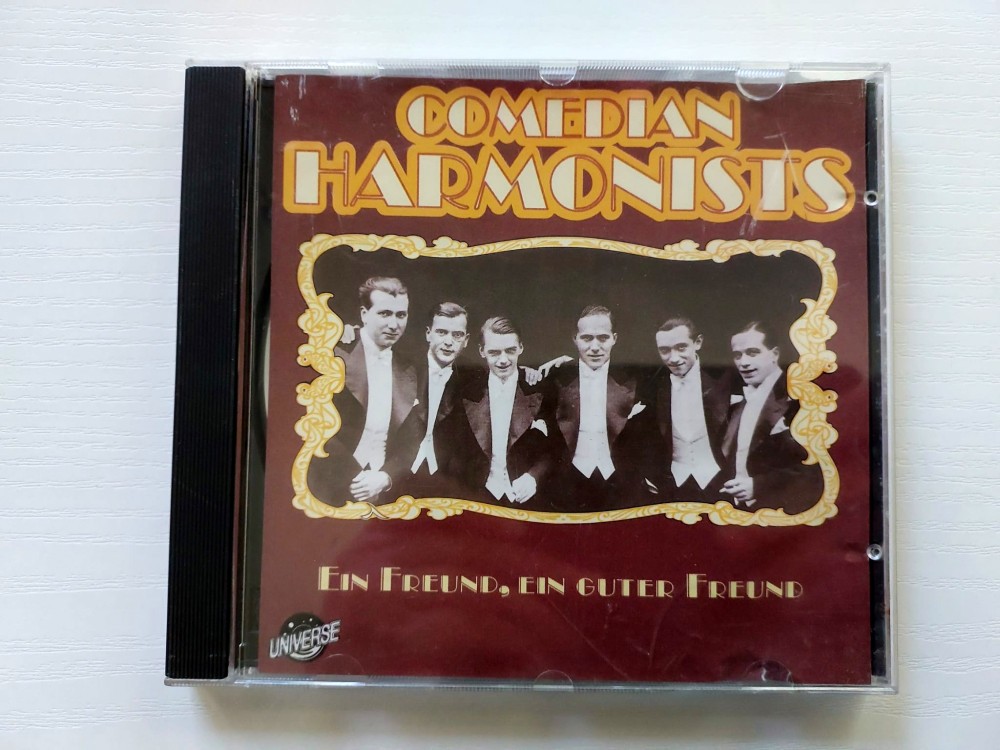 COMEDIAN
HARMONISTS
EIN FREUND, EIN GUTER FREUND
UNIVERSE